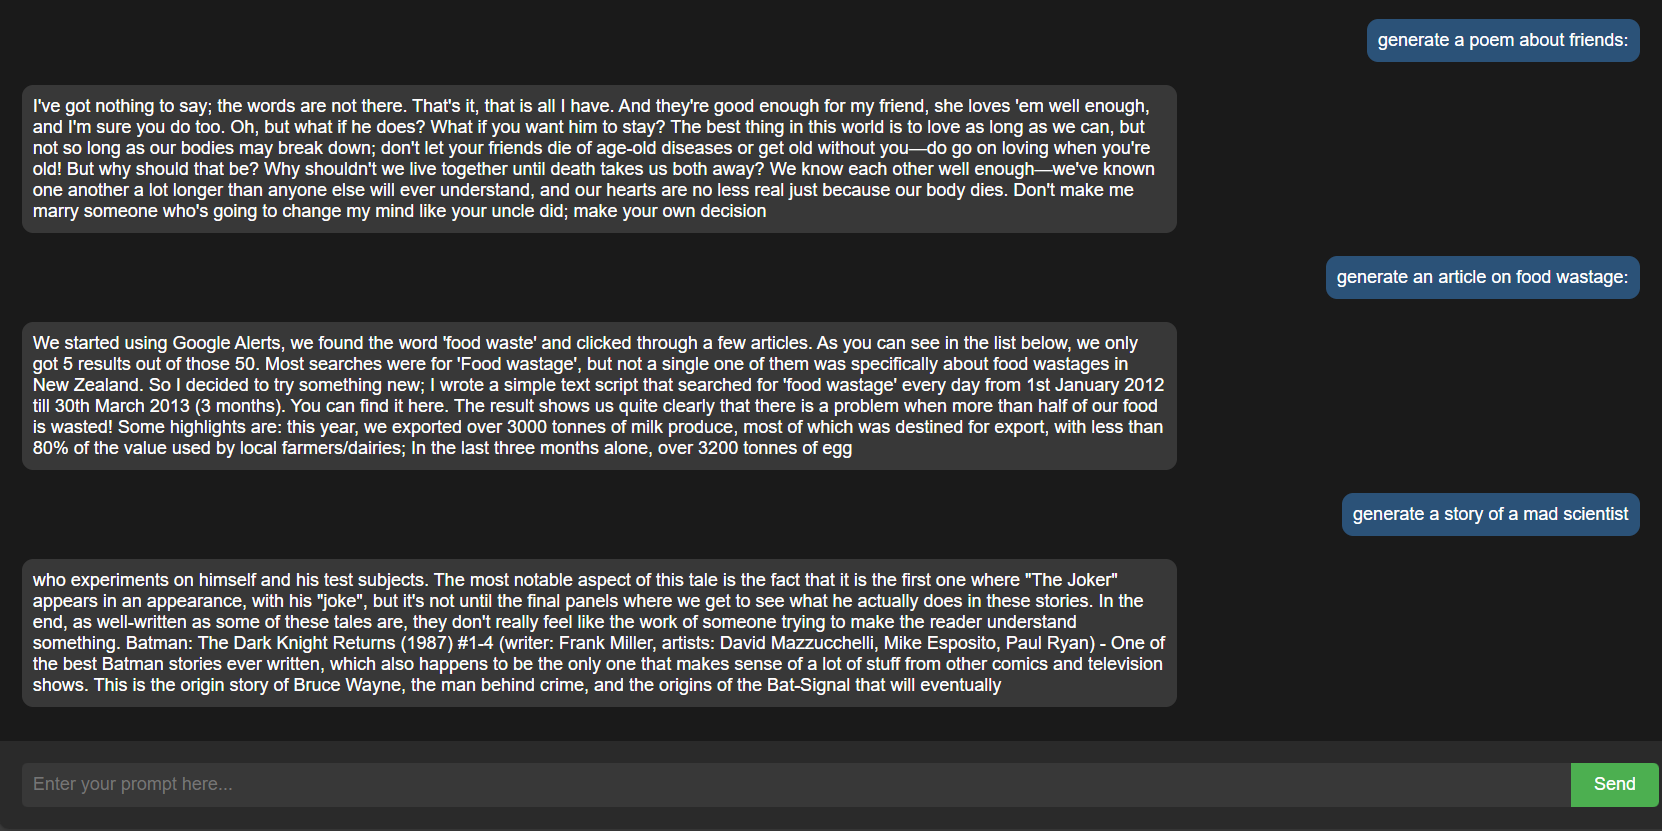 generate a poem about friends:
I've got nothing to say; the words are not there. That's it, that is all I have. And they're good enough for my friend, she loves 'em well enough,
and I'm sure you do too. Oh, but what if he does? What if you want him to stay? The best thing in this world is to love as long as we can, but
not so long as our bodies may break down; don't let your friends die of age-old diseases or get old without you—do go on loving when you're
old! But why should that be? Why shouldn't we live together until death takes us both away? We know each other well enough—we've known
one another a lot longer than anyone else will ever understand, and our hearts are no less real just because our body dies. Don't make me
marry someone who's going to change my mind like your uncle did; make your own decision
generate an article on food wastage:
We started using Google Alerts, we found the word 'food waste' and clicked through a few articles. As you can see in the list below, we only
got 5 results out of those 50. Most searches were for 'Food wastage', but not a single one of them was specifically about food wastages in
New Zealand. So I decided to try something new; I wrote a simple text script that searched for 'food wastage' every day from 1st January 2012
till 30th March 2013 (3 months). You can find it here. The result shows us quite clearly that there is a problem when more than half of our food
is wasted! Some highlights are: this year, we exported over 3000 tonnes of milk produce, most of which was destined for export, with less than
80% of the value used by local farmers/dairies; In the last three months alone, over 3200 tonnes of egg
generate a story of a mad scientist
who experiments on himself and his test subjects. The most notable aspect of this tale is the fact that it is the first one where "The Joker"
appears in an appearance, with his "joke", but it's not until the final panels where we get to see what he actually does in these stories. In the
end, as well-written as some of these tales are, they don't really feel like the work of someone trying to make the reader understand
something. Batman: The Dark Knight Returns (1987) #1-4 (writer: Frank Miller, artists: David Mazzucchelli, Mike Esposito, Paul Ryan) - One of
the best Batman stories ever written, which also happens to be the only one that makes sense of a lot of stuff from other comics and television
shows. This is the origin story of Bruce Wayne, the man behind crime, and the origins of the Bat-Signal that will eventually
Enter your prompt here...
Send